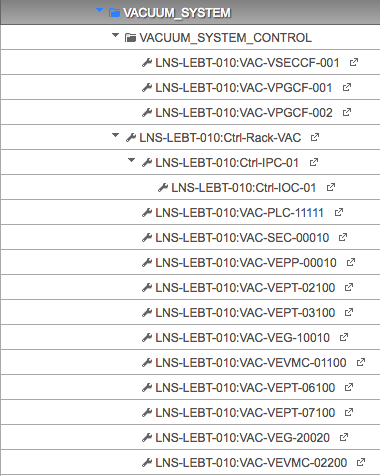 VACUUM_SYSTEM
VACUUM_SYSTEM_CONTROL
LNS-LEBT-010:VAC-VSECCF-001
LNS-LEBT-010:VAC-VPGCF-001
LNS-LEBT-010:VAC-VPGCF-002
LNS-LEBT-010:Ctrl-Rack-VAC
LNS-LEBT-010:Ctrl-IPC-01
LNS-LEBT-010:Ctrl-IOC-01
LNS-LEBT-010:VAC-PLC-11111
LNS-LEBT-010:VAC-SEC-00010
LNS-LEBT-010:VAC-VEPP-00010
LNS-LEBT-010:VAC-VEPT-02100
LNS-LEBT-010:VAC-VEPT-03100
LNS-LEBT-010:VAC-VEG-10010
LNS-LEBT-010:VAC-VEVMC-01100
LNS-LEBT-010:VAC-VEPT-06100
LNS-LEBT-010:VAC-VEPT-07100
LNS-LEBT-010:VAC-VEG-20020
LNS-LEBT-010:VAC-VEVMC-02200